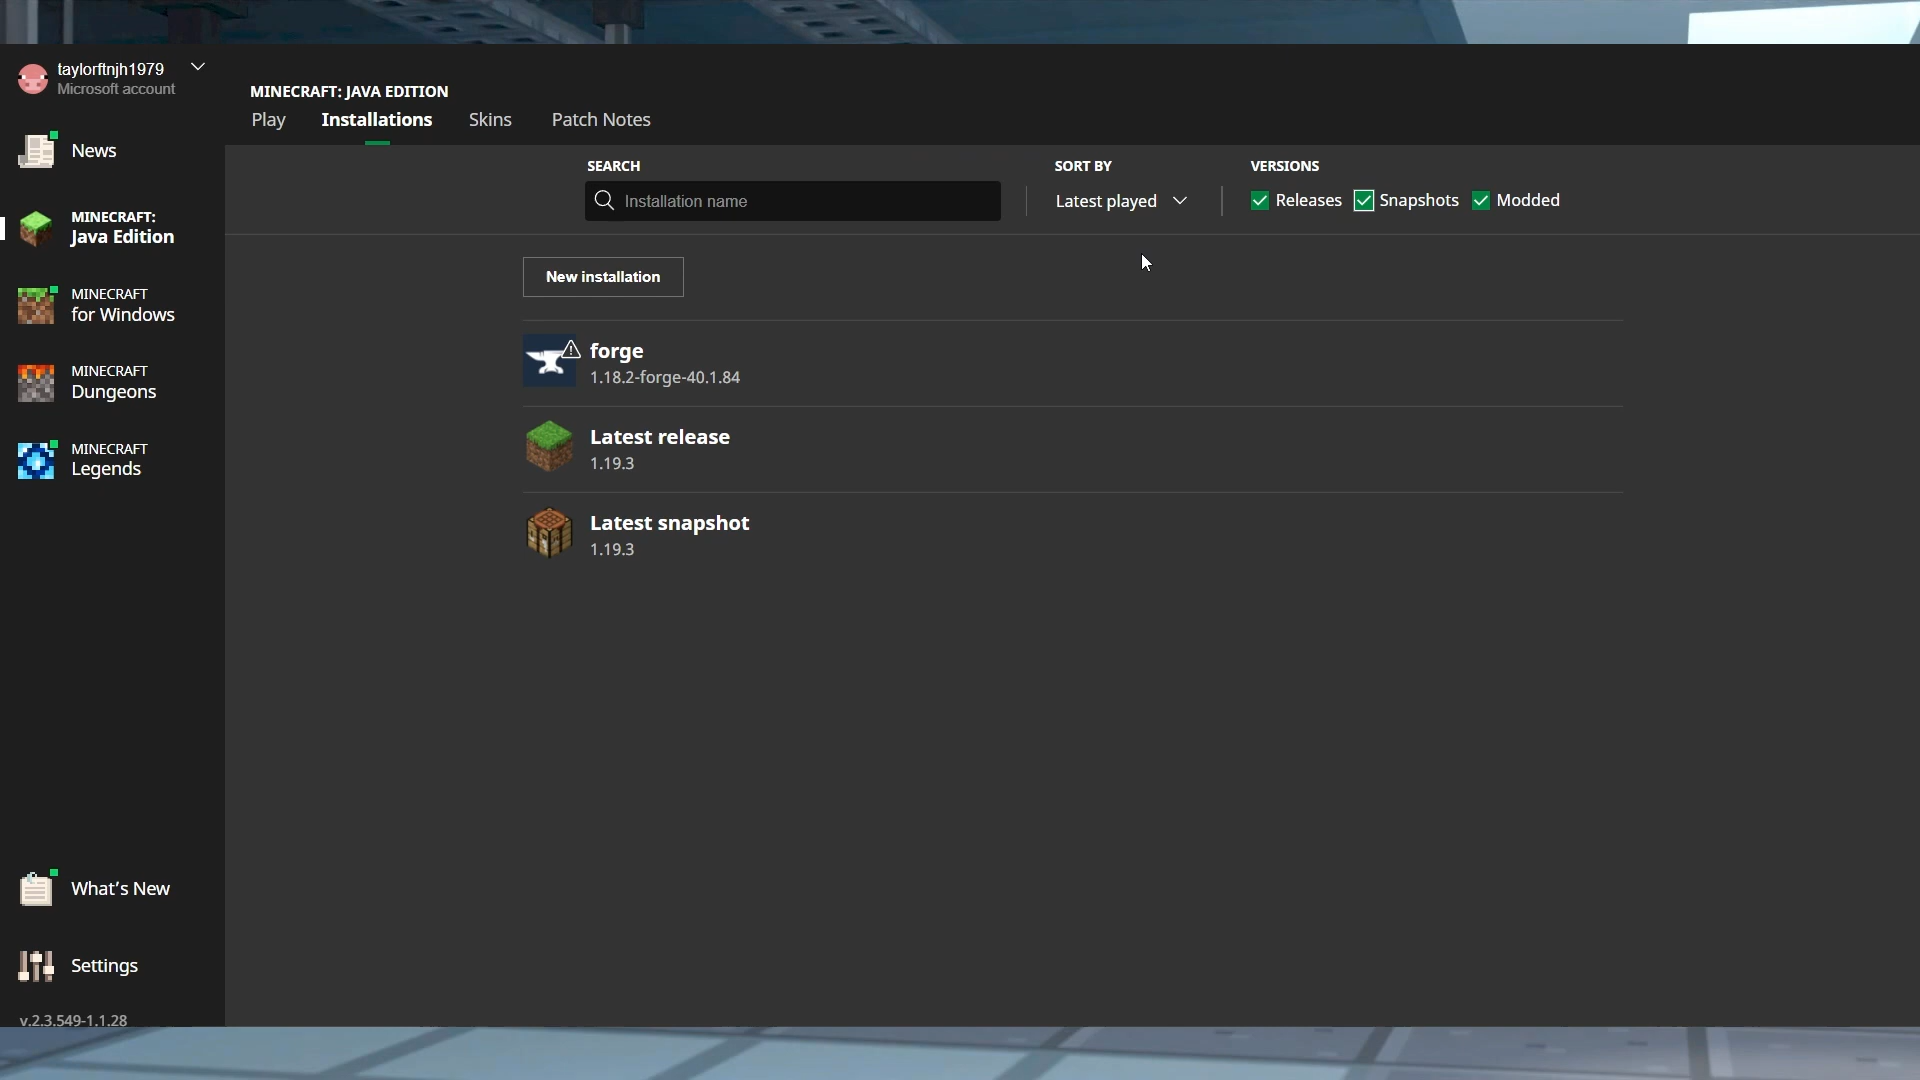 taylorftnjh1979
Microsoft account
News
MINECRAFT:
Java Edition
MINECRAFT
for Windows
MINECRAFT
Dungeons
MINECRAFT
Legends
What's New
Settings
v.2.3.549-1.1.28
MINECRAFT: JAVA EDITION
Play Installations Skins Patch Notes
SEARCH SORT BY VERSIONS
Installation name Latest played Releases Snapshots Modded
New installation
forge
1.18.2-forge-40.1.84
Latest release
1.19.3
Latest snapshot
1.19.3